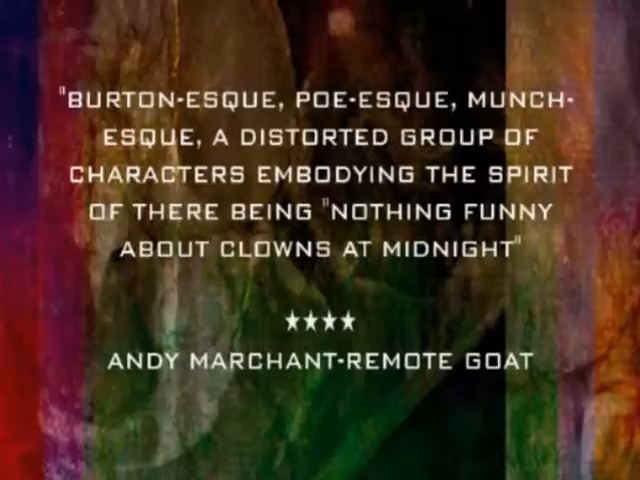 "BURTON-ESQUE, POE-ESQUE, MUNCH-
ESQUE, A DISTORTED GROUP OF
CHARACTERS EMBODYING THE SPIRIT
OF THERE BEING "NOTHING FUNNY
ABOUT CLOWNS AT MIDNIGHT"
★★★★
ANDY MARCHANT-REMOTE GOAT